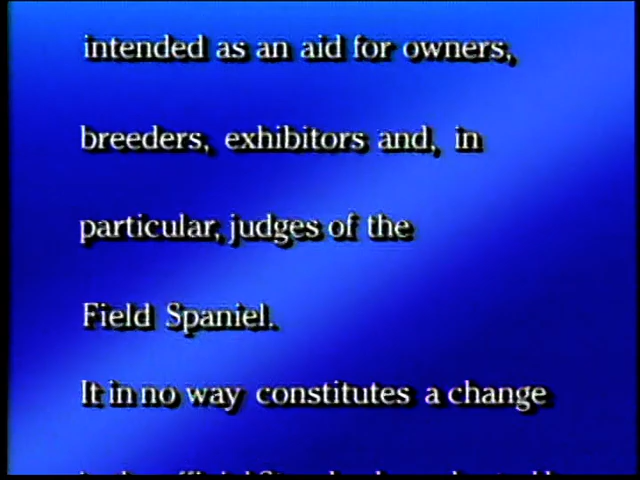 intended as an aid for owners,
breeders, exhibitors and, in
particular, judges of the
Field Spaniel.
It in no way constitutes a change